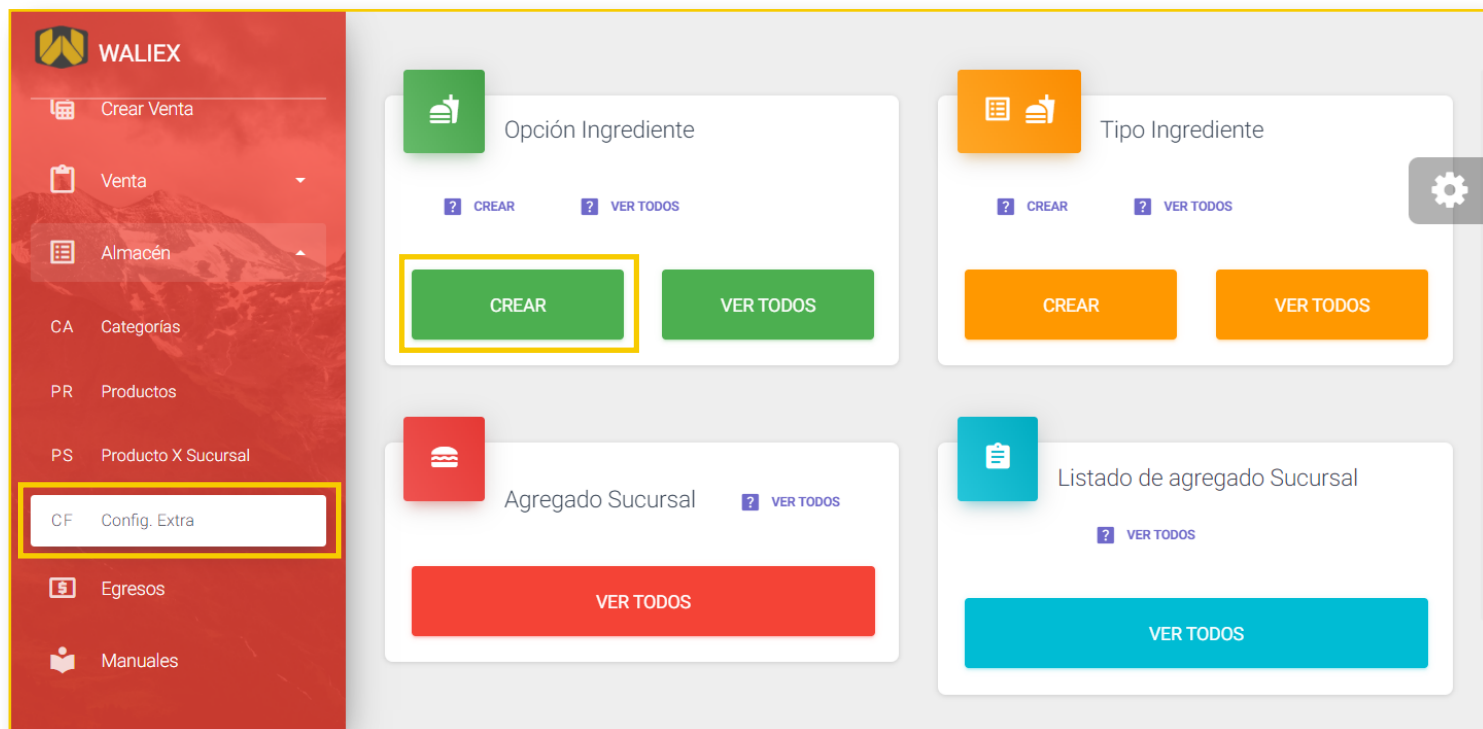 WALIEX
Crear Venta
Venta
Almacén
CA Categorías
PR Productos
PS Producto X Sucursal
CF Config. Extra
Egresos
Manuales
Opción Ingrediente
? CREAR ? VER TODOS
CREAR VER TODOS
Tipo Ingrediente
? CREAR ? VER TODOS
CREAR VER TODOS
Agregado Sucursal ? VER TODOS
VER TODOS
Listado de agregado Sucursal
? VER TODOS
VER TODOS